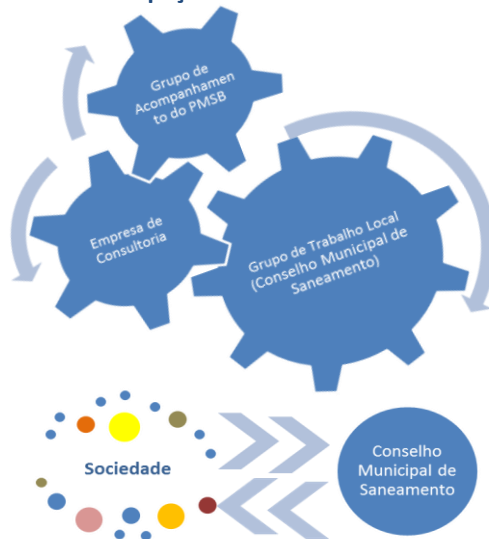 Grupo de
Acompanhamen
to do PMSB
Empresa de
Consultoria
Grupo de Trabalho Local
(Conselho Municipal de
Saneamento)
Sociedade
Conselho
Municipal de
Saneamento